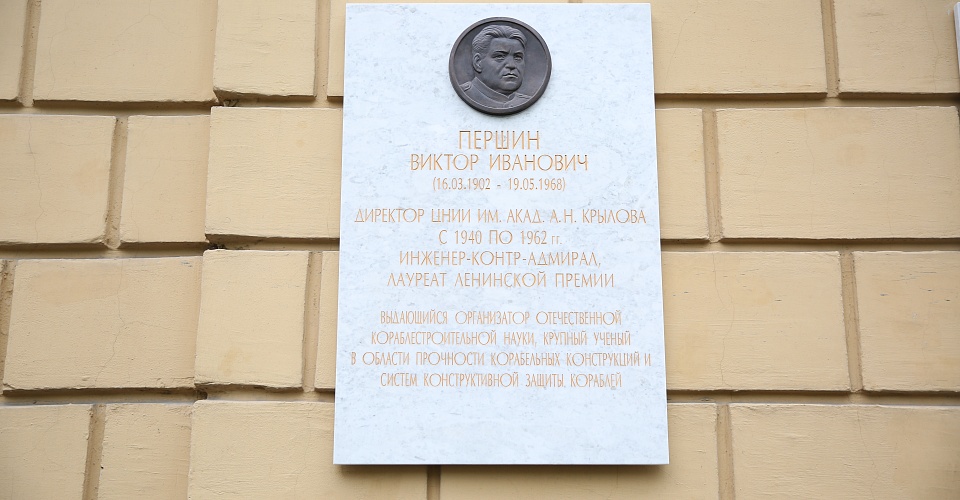 ПЕРШИН
ВИКТОР ИВАНОВИЧ
(16.03.1902 - 19.05.1968)
ДИРЕКТОР ЦНИИ ИМ. АКАД. А.Н. КРЫЛОВА
С 1940 ПО 1962 гг.
ИНЖЕНЕР-КОНТР-АДМИРАЛ,
ЛАУРЕАТ ЛЕНИНСКОЙ ПРЕМИИ
ВЫДАЮЩИЙСЯ ОРГАНИЗАТОР ОТЕЧЕСТВЕННОЙ
КОРАБЛЕСТРОИТЕЛЬНОЙ НАУКИ, КРУПНЫЙ УЧЕНЫЙ
В ОБЛАСТИ ПРОЧНОСТИ КОРАБЕЛЬНЫХ КОНСТРУКЦИЙ И
СИСТЕМ КОНСТРУКТИВНОЙ ЗАЩИТЫ КОРАБЛЕЙ